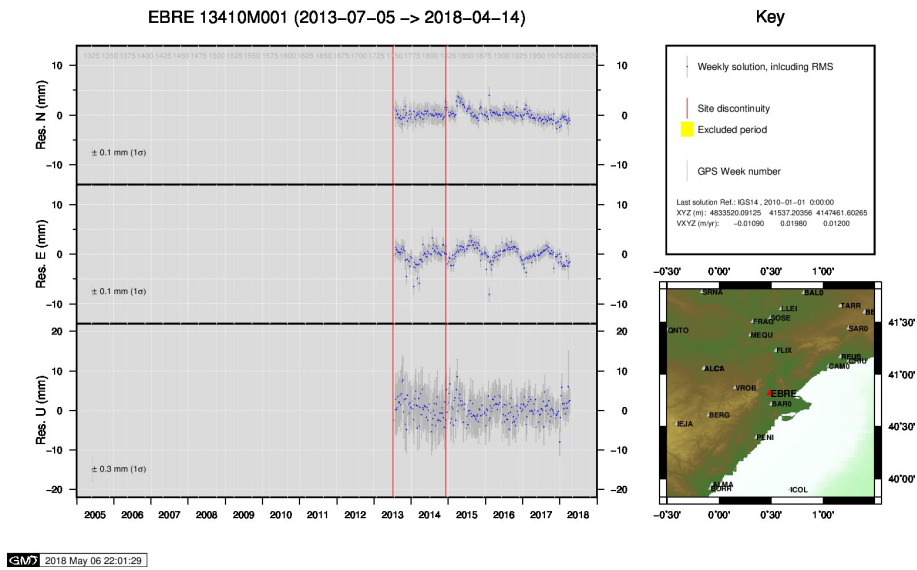 EBRE 13410M001 (2013−07−05 −> 2018−04−14)
Key
Res. N (mm)
10
0
−10
10
0
−10
± 0.1 mm (1σ)
Res. E (mm)
10
0
−10
10
0
−10
± 0.1 mm (1σ)
Res. U (mm)
20
10
0
−10
−20
20
10
0
−10
−20
± 0.3 mm (1σ)
2005 2006 2007 2008 2009 2010 2011 2012 2013 2014 2015 2016 2017 2018
Weekly solution, inlcuding RMS
Site discontinuity
Excluded period
GPS Week number
Last solution Ref.: IGS14 , 2010−01−01 0:00:00
XYZ (m): 4833520.09125 41537.20356 4147461.60265
VXYZ (m/yr): −0.01090 0.01980 0.01200
−0˚30' 0˚00' 0˚30' 1˚00'
SRNA BAL0
LLEI TARR BE
FRAG SOSE
QNTO MEQU SAR0
41˚30'
FLIX
REUS
CAM0
ALCA
41˚00'
VROB EBRE
BAR0
BERG
IEJA
PENI
40˚30'
ALMA
BORR ICOL
40˚00'
−0˚30' 0˚00' 0˚30' 1˚00'
GMT 2018 May 06 22:01:29